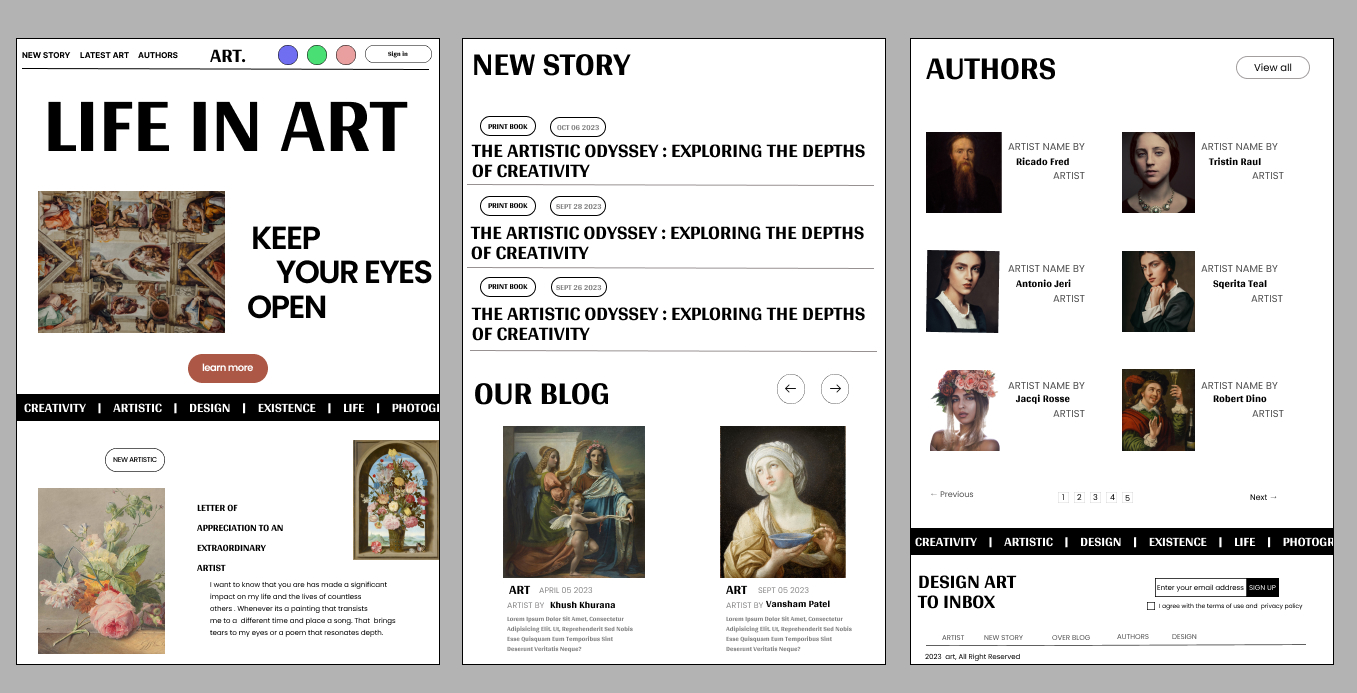 NEW STORY LATEST ART AUTHORS ART. Sign in
LIFE IN ART
KEEP
YOUR EYES
OPEN
learn more
CREATIVITY | ARTISTIC | DESIGN | EXISTENCE | LIFE | PHOTOGI
NEW ARTISTIC
LETTER OF
APPRECIATION TO AN
EXTRAORDINARY
ARTIST
I want to know that you are has made a significant
impact on my life and the lives of countless
others . Whenever its a painting that transists
me to a different time and place a song. That brings
tears to my eyes or a poem that resonates depth.
NEW STORY
PRINT BOOK OCT 06 2023
THE ARTISTIC ODYSSEY : EXPLORING THE DEPTHS
OF CREATIVITY
PRINT BOOK SEPT 28 2023
THE ARTISTIC ODYSSEY : EXPLORING THE DEPTHS
OF CREATIVITY
PRINT BOOK SEPT 26 2023
THE ARTISTIC ODYSSEY : EXPLORING THE DEPTHS
OF CREATIVITY
OUR BLOG ← →
ART APRIL 05 2023
ARTIST BY Khush Khurana
Lorem Ipsum Dolor Sit Amet, Consectetur
Adipisicing Elit. Ut, Reprehenderit Sed Nobis
Esse Quisquam Eum Temporibus Sint
Deserunt Veritatis Neque?
ART SEPT 05 2023
ARTIST BY Vansham Patel
Lorem Ipsum Dolor Sit Amet, Consectetur
Adipisicing Elit. Ut, Reprehenderit Sed Nobis
Esse Quisquam Eum Temporibus Sint
Deserunt Veritatis Neque?
AUTHORS View all
ARTIST NAME BY
Ricado Fred
ARTIST
ARTIST NAME BY
Tristin Raul
ARTIST
ARTIST NAME BY
Antonio Jeri
ARTIST
ARTIST NAME BY
Sqerita Teal
ARTIST
ARTIST NAME BY
Jacqi Rosse
ARTIST
ARTIST NAME BY
Robert Dino
ARTIST
← Previous 1 2 3 4 5 Next →
CREATIVITY | ARTISTIC | DESIGN | EXISTENCE | LIFE | PHOTOGR
DESIGN ART
TO INBOX
Enter your email address SIGN UP
I agree with the terms of use and privacy policy
ARTIST NEW STORY OVER BLOG AUTHORS DESIGN
2023 art, All Right Reserved